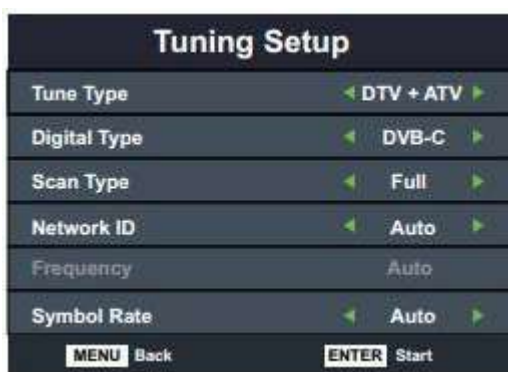 Tuning Setup
Tune Type DTV + ATV
Digital Type DVB-C
Scan Type Full
Network ID Auto
Frequency Auto
Symbol Rate Auto
MENU Back ENTER Start